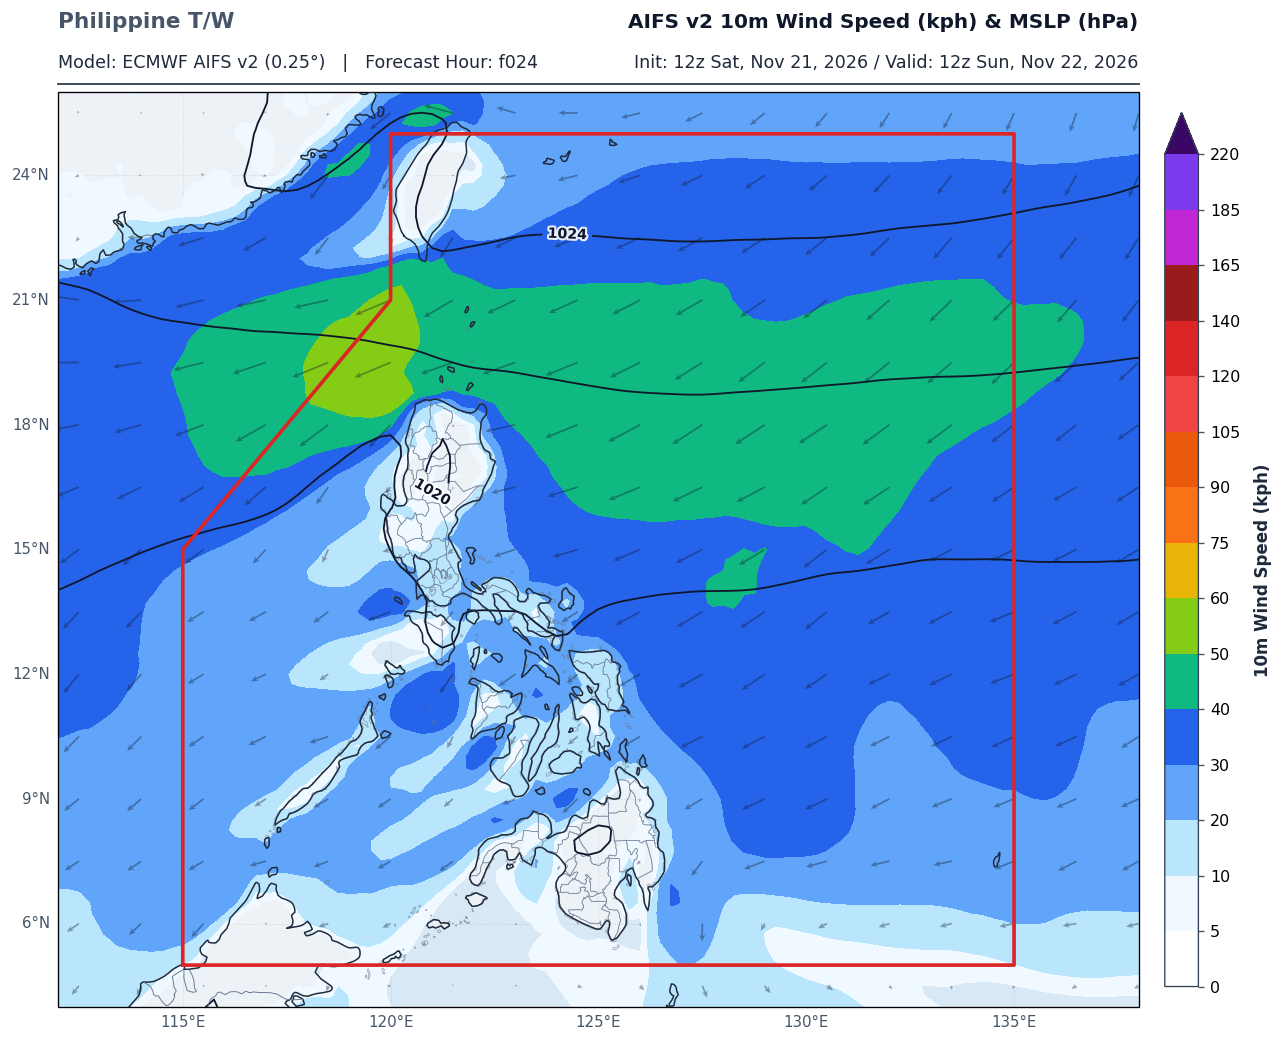 Philippine T/W
AIFS v2 10m Wind Speed (kph) & MSLP (hPa)
Model: ECMWF AIFS v2 (0.25°)   |   Forecast Hour: f024
Init: 12z Sat, Nov 21, 2026 / Valid: 12z Sun, Nov 22, 2026
24°N
21°N
18°N
15°N
12°N
9°N
6°N
1024
1020
115°E
120°E
125°E
130°E
135°E
220
185
165
140
120
105
90
75
60
50
40
30
20
10
5
0
10m Wind Speed (kph)